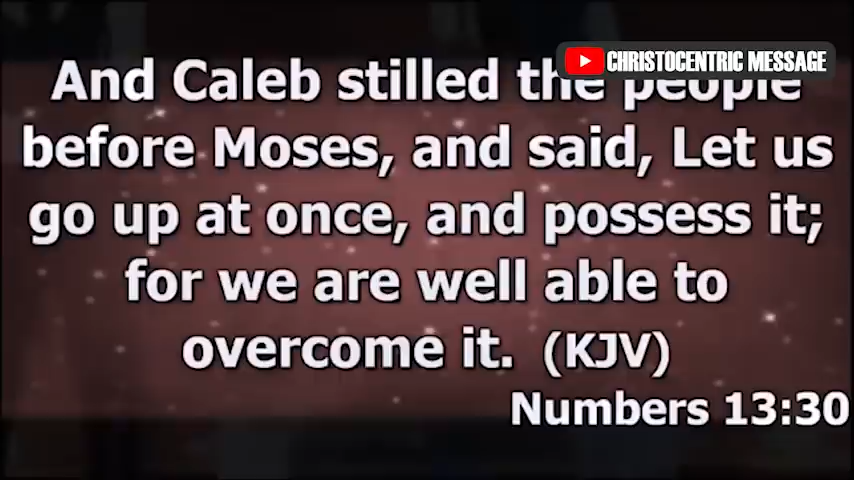 CHRISTOCENTRIC MESSAGE
And Caleb stilled the people
before Moses, and said, Let us
go up at once, and possess it;
for we are well able to
overcome it. (KJV)
Numbers 13:30